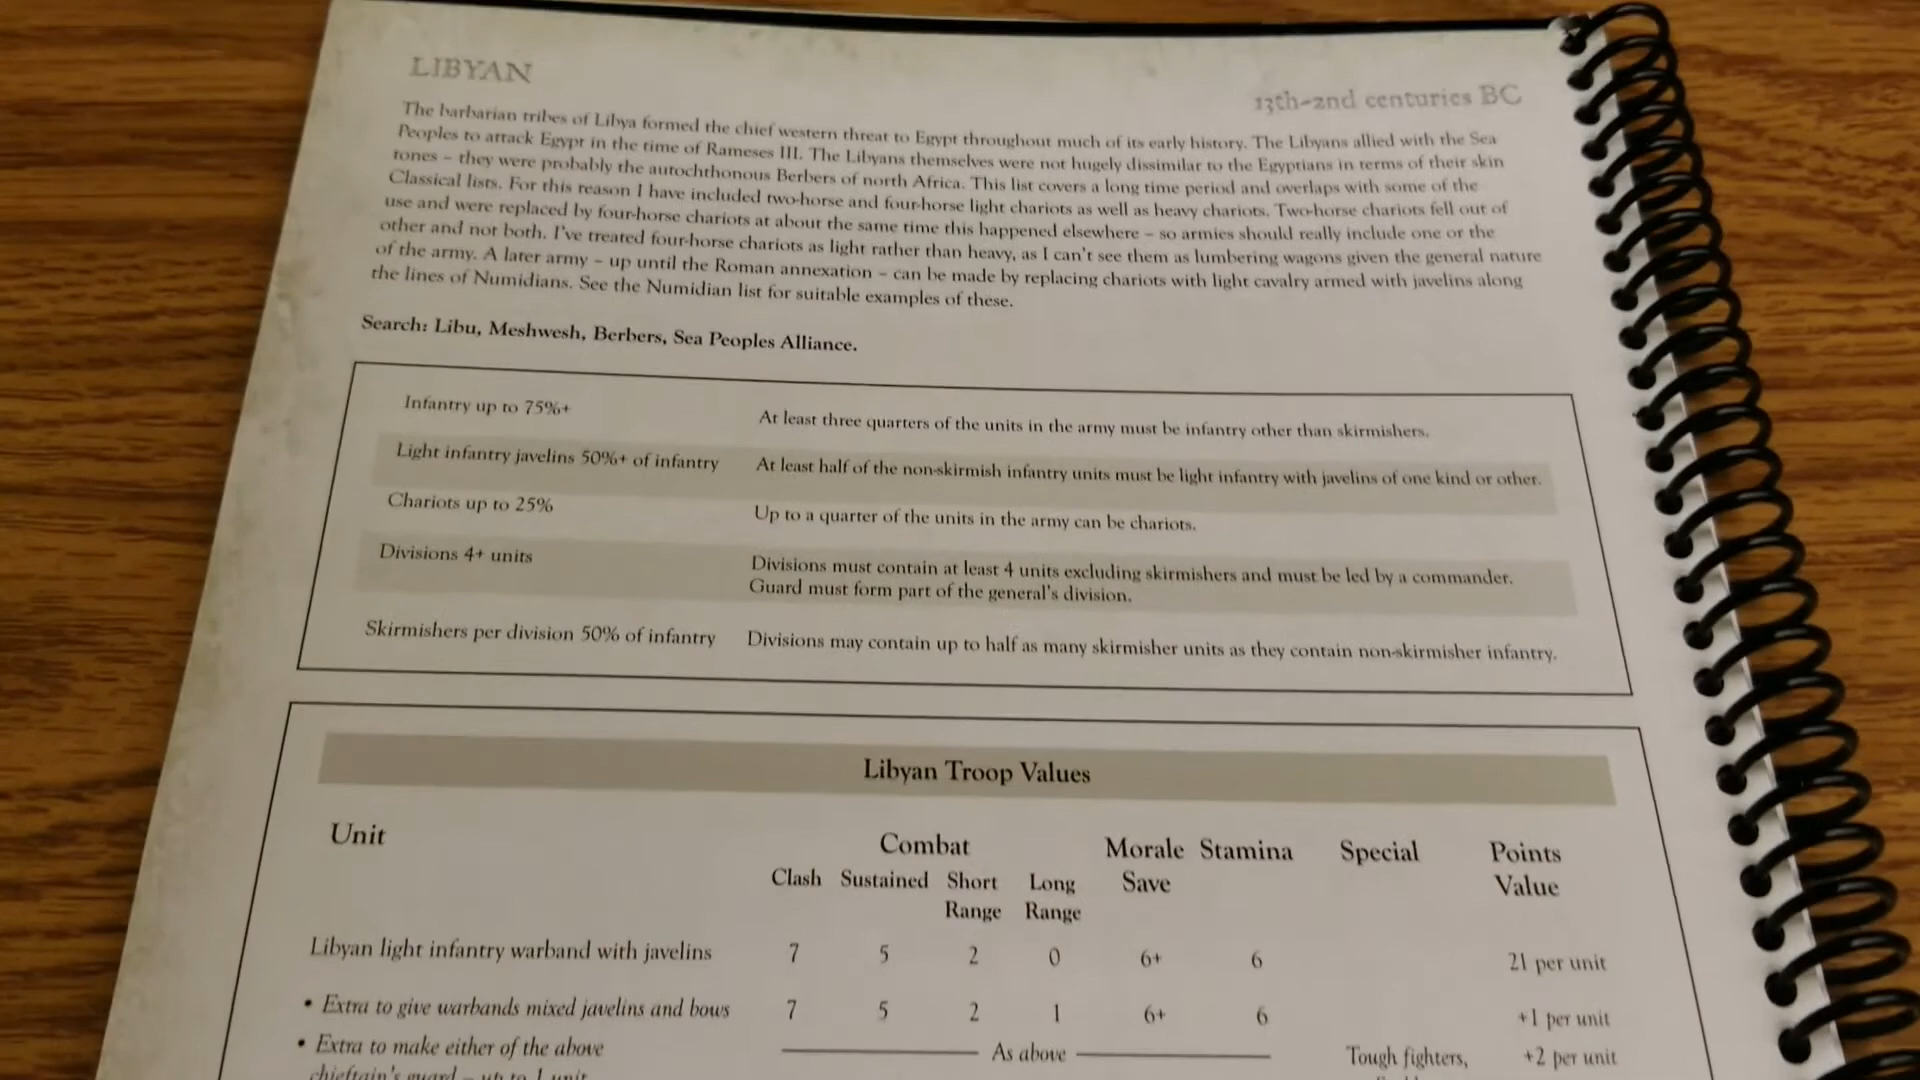 LIBYAN
13th-2nd centuries BC
The barbarian tribes of Libya formed the chief western threat to Egypt throughout much of its early history. The Libyans allied with the Sea
Peoples to attack Egypt in the time of Rameses III. The Libyans themselves were not hugely dissimilar to the Egyptians in terms of their skin
tones – they were probably the autochthonous Berbers of north Africa. This list covers a long time period and overlaps with some of the
Classical lists. For this reason I have included two-horse and four-horse light chariots as well as heavy chariots. Two-horse chariots fell out of
use and were replaced by four-horse chariots at about the same time this happened elsewhere – so armies should really include one or the
other and not both. I've treated four-horse chariots as light rather than heavy, as I can't see them as lumbering wagons given the general nature
of the army. A later army – up until the Roman annexation – can be made by replacing chariots with light cavalry armed with javelins along
the lines of Numidians. See the Numidian list for suitable examples of these.
Search: Libu, Meshwesh, Berbers, Sea Peoples Alliance.
Infantry up to 75%+ At least three quarters of the units in the army must be infantry other than skirmishers.
Light infantry javelins 50%+ of infantry At least half of the non-skirmish infantry units must be light infantry with javelins of one kind or other.
Chariots up to 25% Up to a quarter of the units in the army can be chariots.
Divisions 4+ units Divisions must contain at least 4 units excluding skirmishers and must be led by a commander.
Guard must form part of the general's division.
Skirmishers per division 50% of infantry Divisions may contain up to half as many skirmisher units as they contain non-skirmisher infantry.
Libyan Troop Values
Unit Combat Morale Stamina Special Points
Clash Sustained Short Long Save Value
Range Range
Libyan light infantry warband with javelins 7 5 2 0 6+ 6 21 per unit
• Extra to give warbands mixed javelins and bows 7 5 2 1 6+ 6 +1 per unit
• Extra to make either of the above As above Tough fighters, +2 per unit
chieftain's guard – up to 1 unit